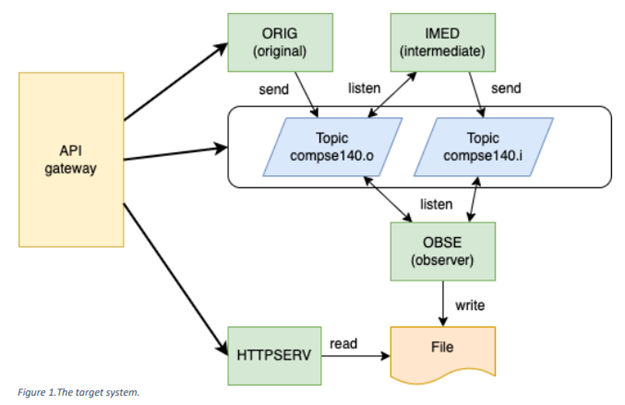 ORIG
(original)
IMED
(intermediate)
send
listen
send
API
gateway
Topic
compse140.o
Topic
compse140.i
listen
OBSE
(observer)
write
HTTPSERV
read
File
Figure 1.The target system.